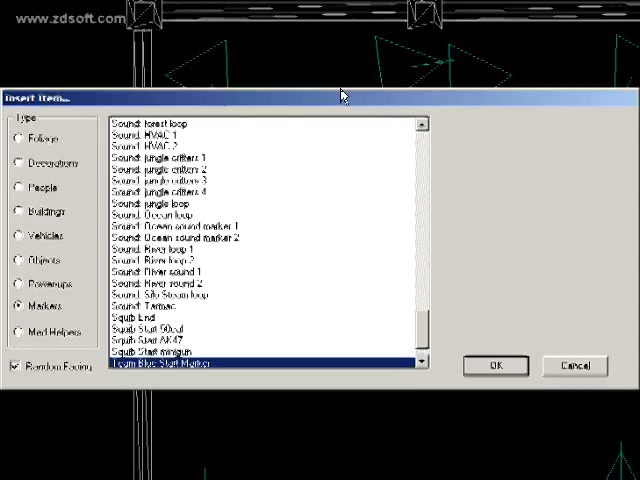 www.zdsoft.com
Insert Item...
Type
Foliage
Decorations
People
Buildings
Vehicles
Objects
Powerups
Markers
Med Helpers
Random Facing
Sound: forest loop
Sound: HVAC 1
Sound: HVAC 2
Sound: jungle critters 1
Sound: jungle critters 2
Sound: jungle critters 3
Sound: jungle critters 4
Sound: jungle loop
Sound: Ocean loop
Sound: Ocean sound marker 1
Sound: Ocean sound marker 2
Sound: River loop 1
Sound: River loop 2
Sound: River sound 1
Sound: River sound 2
Sound: Silo Steam loop
Sound: Tarmac
Squib End
Squib Start 50cal
Squib Start AK47
Squib Start minigun
Team Blue Start Marker
OK
Cancel